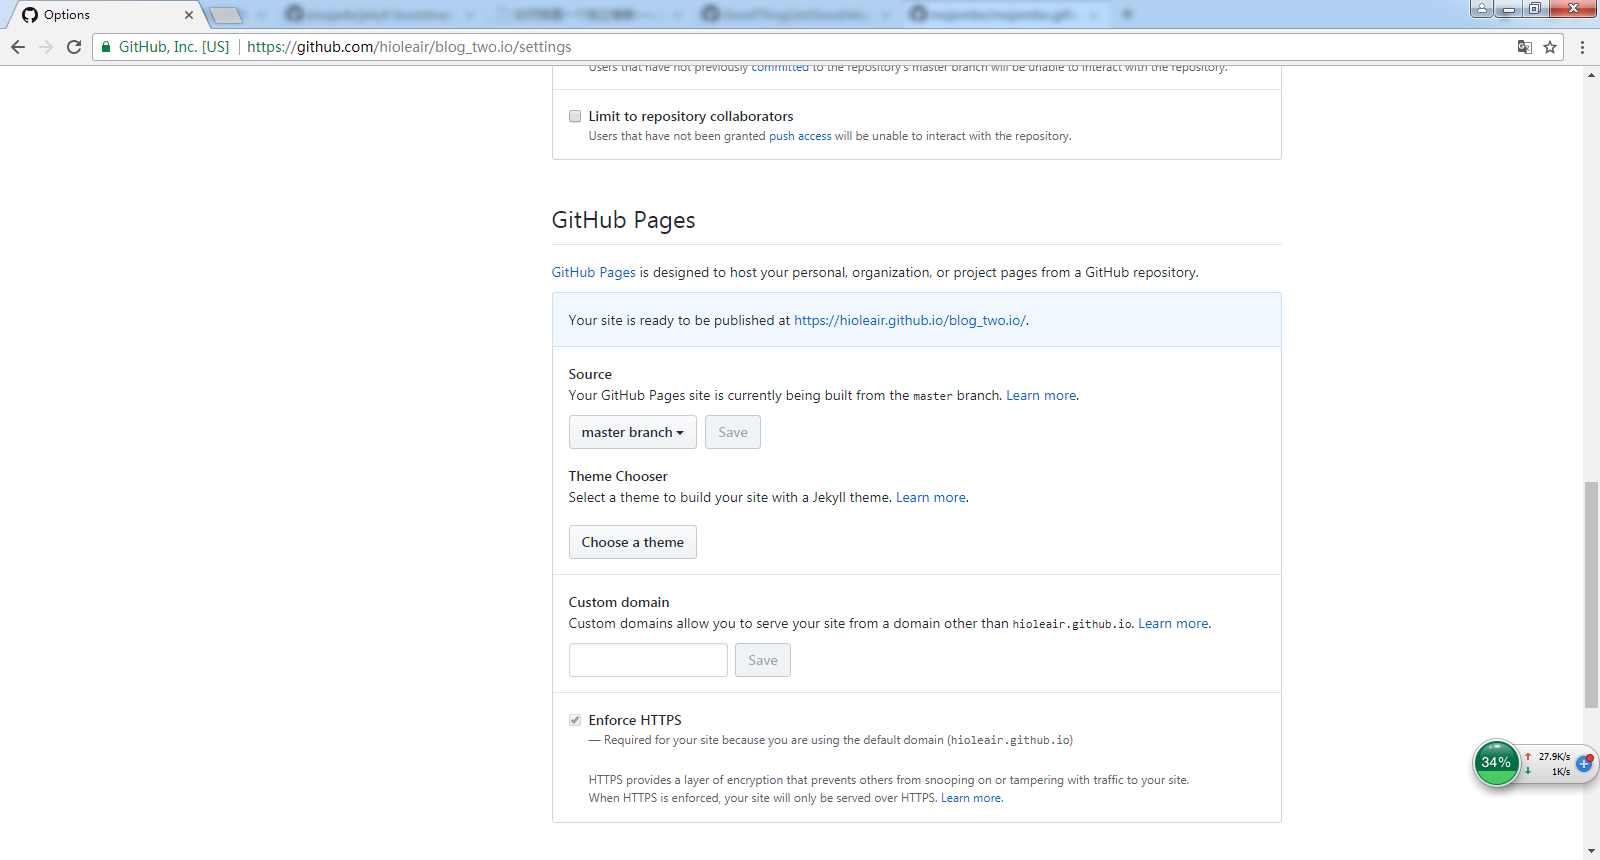 Options
GitHub, Inc. [US] https://github.com/hioleair/blog_two.io/settings
Users that have not previously committed to the repository's master branch will be unable to interact with the repository.
Limit to repository collaborators
Users that have not been granted push access will be unable to interact with the repository.
GitHub Pages
GitHub Pages is designed to host your personal, organization, or project pages from a GitHub repository.
Your site is ready to be published at https://hioleair.github.io/blog_two.io/.
Source
Your GitHub Pages site is currently being built from the master branch. Learn more.
master branch Save
Theme Chooser
Select a theme to build your site with a Jekyll theme. Learn more.
Choose a theme
Custom domain
Custom domains allow you to serve your site from a domain other than hioleair.github.io. Learn more.
Save
Enforce HTTPS
— Required for your site because you are using the default domain (hioleair.github.io)
HTTPS provides a layer of encryption that prevents others from snooping on or tampering with traffic to your site.
When HTTPS is enforced, your site will only be served over HTTPS. Learn more.
34%
27.9K/s
1K/s